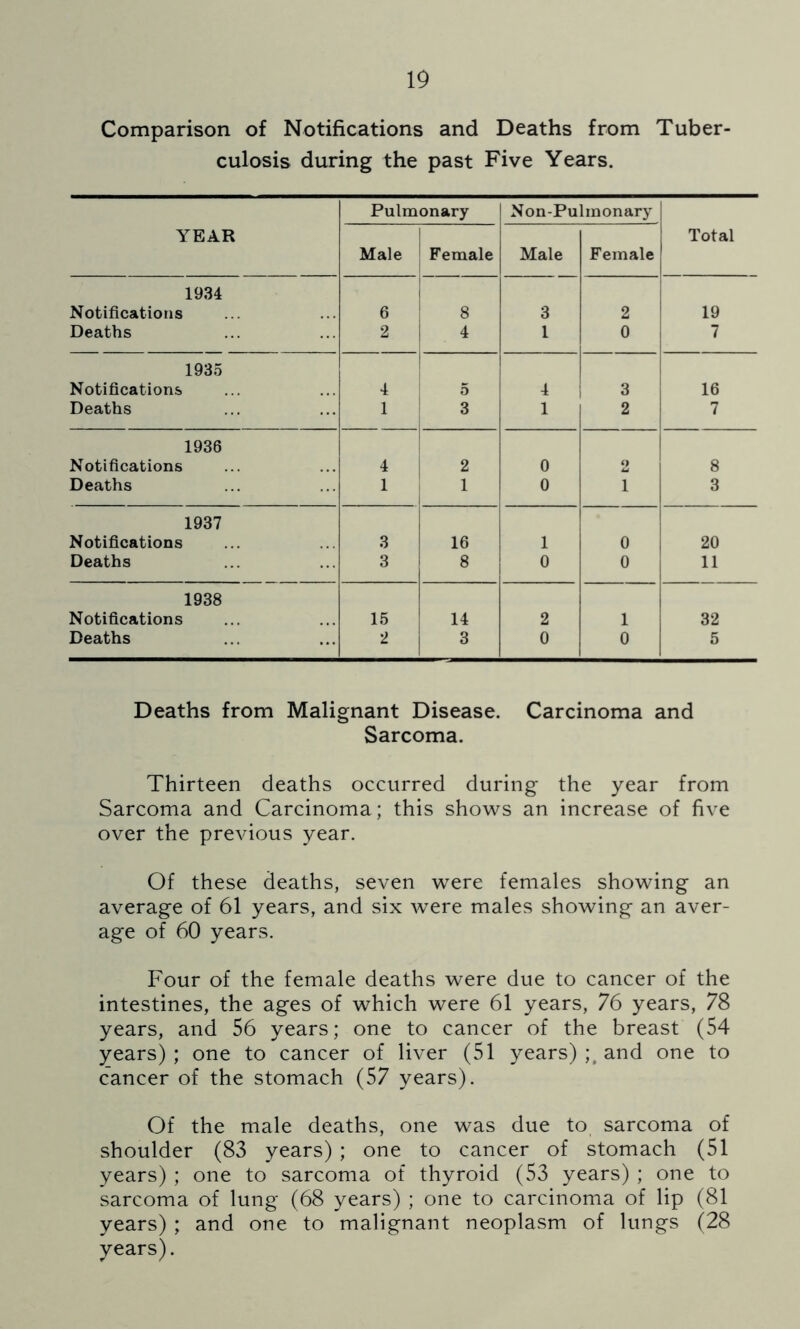 19
Comparison of Notifications and Deaths from Tuber-
culosis during the past Five Years.
YEAR Pulmonary Non-Pulmonary Total
Male Female Male Female
1934
Notifications ... ... 6 8 3 2 19
Deaths ... ... 2 4 1 0 7
1935
Notifications ... ... 4 5 4 3 16
Deaths ... ... 1 3 1 2 7
1936
Notifications ... ... 4 2 0 2 8
Deaths ... ... 1 1 0 1 3
1937
Notifications ... ... 3 16 1 0 20
Deaths ... ... 3 8 0 0 11
1938
Notifications ... ... 15 14 2 1 32
Deaths ... ... 2 3 0 0 5
Deaths from Malignant Disease. Carcinoma and
Sarcoma.
Thirteen deaths occurred during the year from
Sarcoma and Carcinoma; this shows an increase of five
over the previous year.
Of these deaths, seven were females showing an
average of 61 years, and six were males showing an aver-
age of 60 years.
Four of the female deaths were due to cancer of the
intestines, the ages of which were 61 years, 76 years, 78
years, and 56 years; one to cancer of the breast (54
years) ; one to cancer of liver (51 years) ; and one to
cancer of the stomach (57 years).
Of the male deaths, one was due to sarcoma of
shoulder (83 years) ; one to cancer of stomach (51
years) ; one to sarcoma of thyroid (53 years) ; one to
sarcoma of lung (68 years) ; one to carcinoma of lip (81
years) ; and one to malignant neoplasm of lungs (28
years).